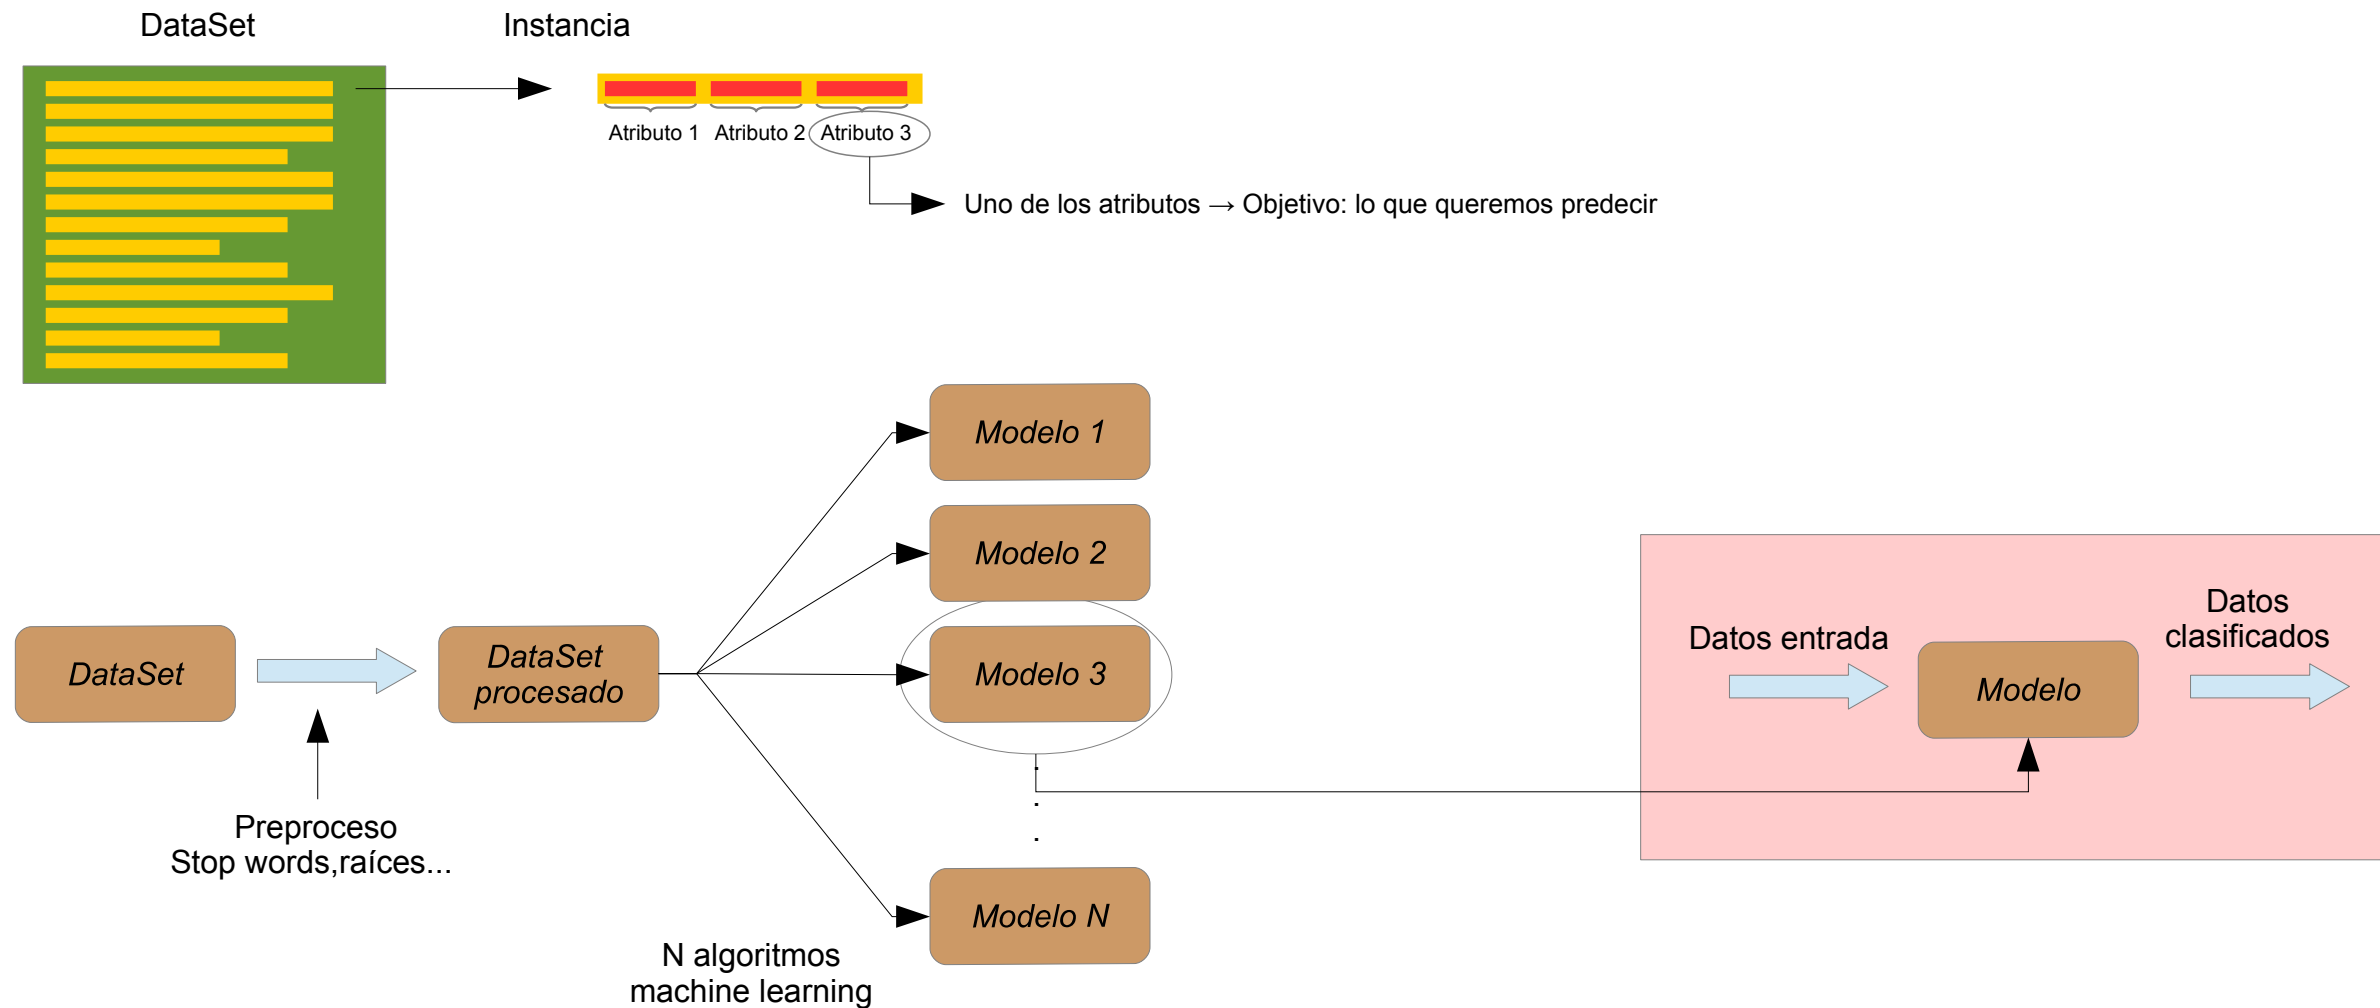 DataSet
Instancia
Atributo 1
Atributo 2
Atributo 3
Uno de los atributos → Objetivo: lo que queremos predecir
Modelo 1
Modelo 2
Modelo 3
.
.
.
Modelo N
DataSet
DataSet
procesado
Preproceso
Stop words,raíces...
N algoritmos
machine learning
Datos entrada
Modelo
Datos
clasificados